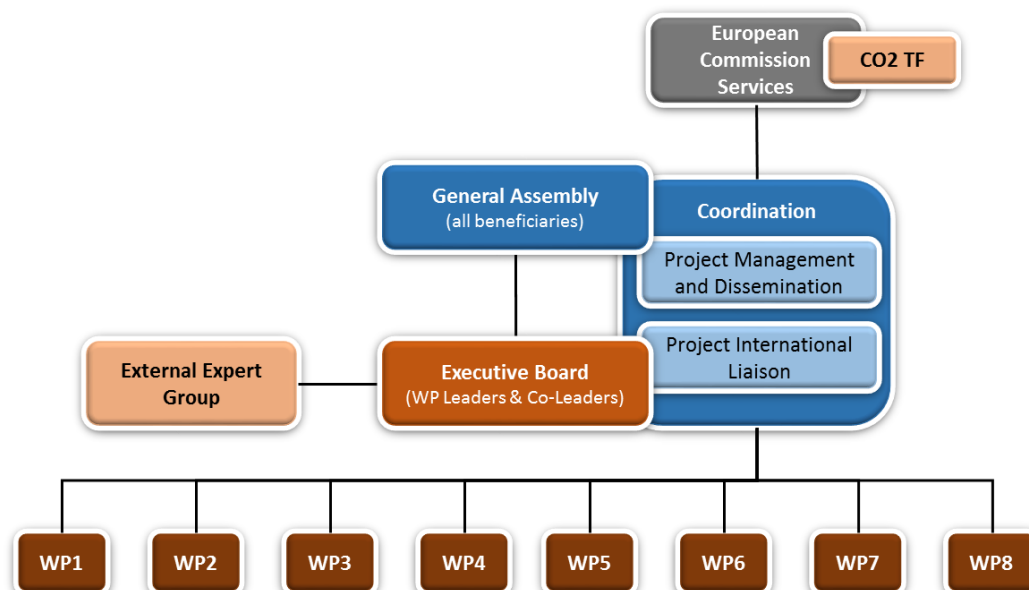 European
Commission
Services
CO2 TF
General Assembly
(all beneficiaries)
Coordination
Project Management
and Dissemination
Project International
Liaison
External Expert
Group
Executive Board
(WP Leaders & Co-Leaders)
WP1
WP2
WP3
WP4
WP5
WP6
WP7
WP8